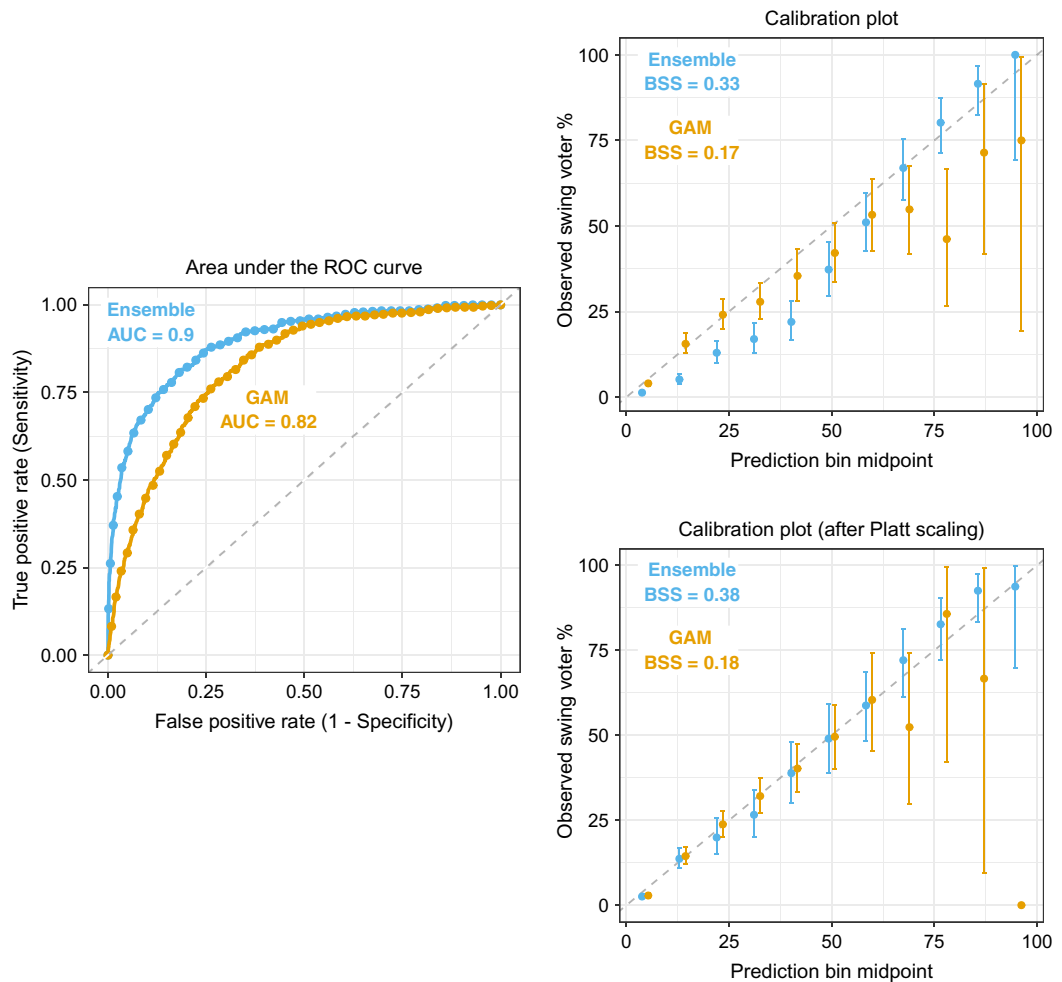 Area under the ROC curve
Ensemble
AUC = 0.9
GAM
AUC = 0.82
True positive rate (Sensitivity)
1.00
0.75
0.50
0.25
0.00
0.00 0.25 0.50 0.75 1.00
False positive rate (1 - Specificity)
Calibration plot
Ensemble
BSS = 0.33
GAM
BSS = 0.17
Observed swing voter %
100
75
50
25
0
0 25 50 75 100
Prediction bin midpoint
Calibration plot (after Platt scaling)
Ensemble
BSS = 0.38
GAM
BSS = 0.18
Observed swing voter %
100
75
50
25
0
0 25 50 75 100
Prediction bin midpoint